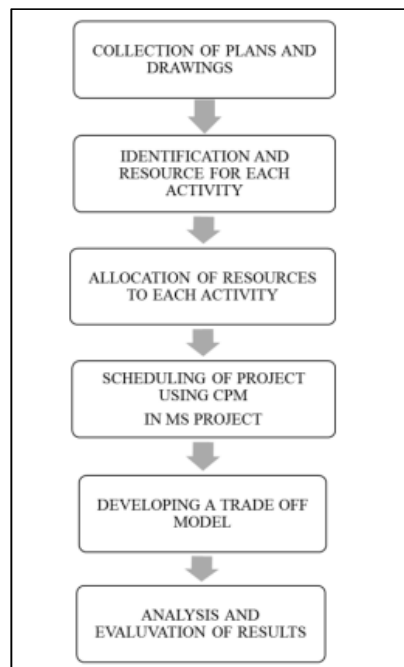 COLLECTION OF PLANS AND
DRAWINGS
IDENTIFICATION AND
RESOURCE FOR EACH
ACTIVITY
ALLOCATION OF RESOURCES
TO EACH ACTIVITY
SCHEDULING OF PROJECT
USING CPM
IN MS PROJECT
DEVELOPING A TRADE OFF
MODEL
ANALYSIS AND
EVALUVATION OF RESULTS